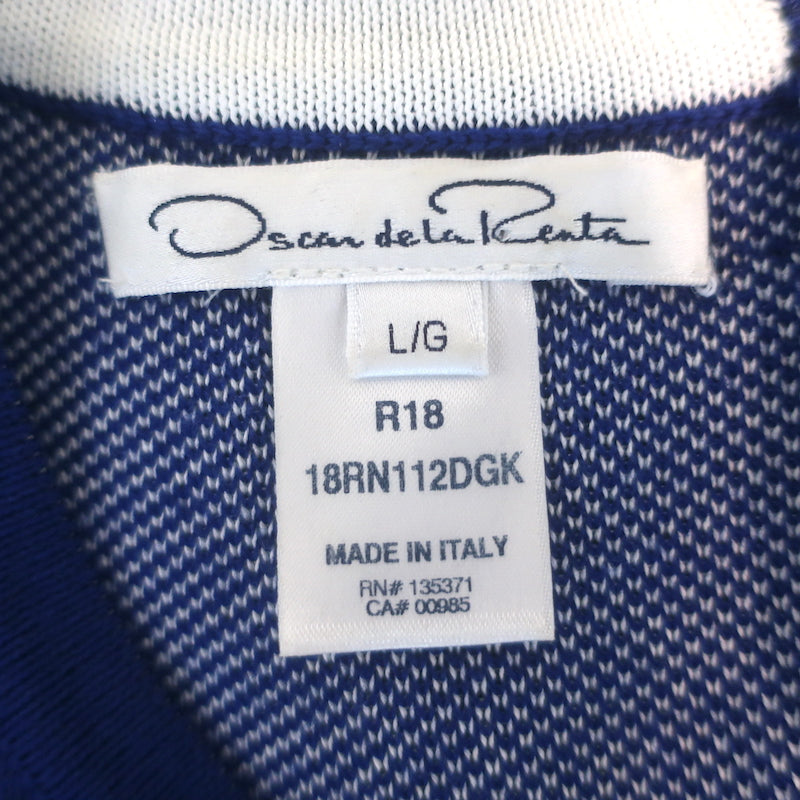 Oscar de la Renta
L/G
R18
18RN112DGK
MADE IN ITALY
RN# 135371
CA# 00985